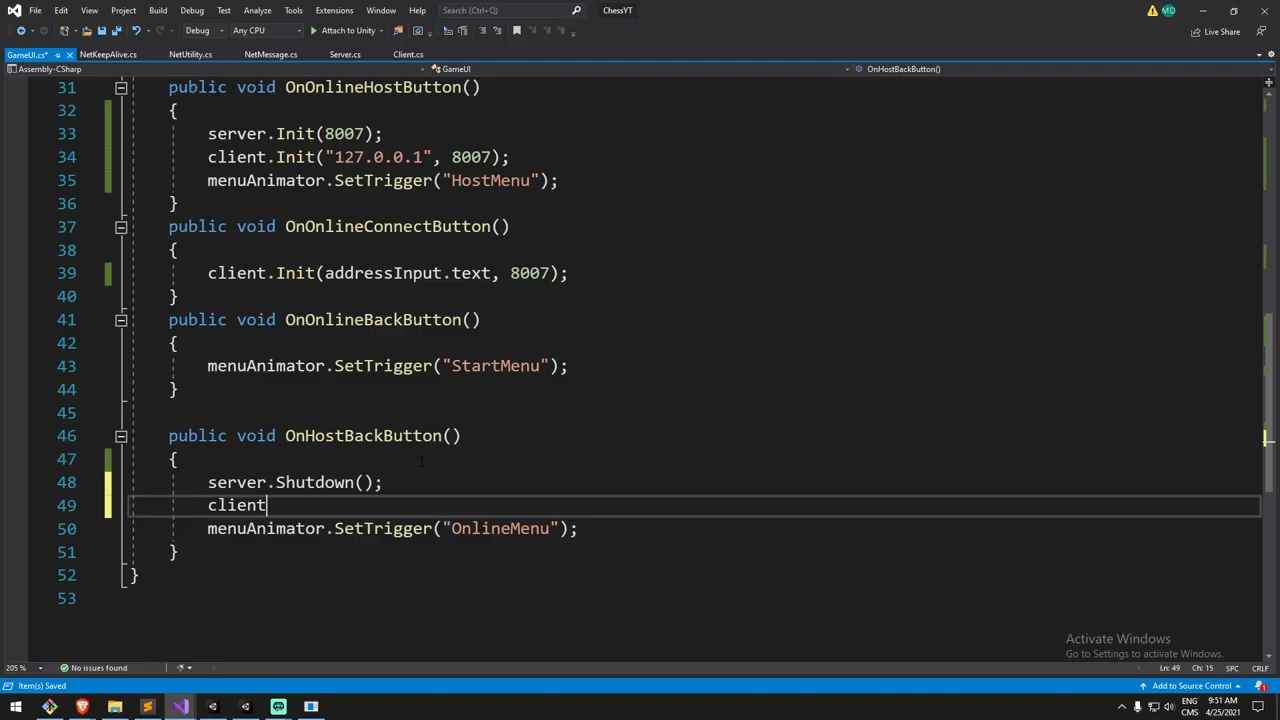 File Edit View Project Build Debug Test Analyze Tools Extensions Window Help Search (Ctrl+Q) ChessYT MD
Debug Any CPU Attach to Unity Live Share
GameUI.cs* NetKeepAlive.cs NetUtility.cs NetMessage.cs Server.cs Client.cs
Assembly-CSharp GameUI OnHostBackButton()
31 public void OnOnlineHostButton()
32 {
33 server.Init(8007);
34 client.Init("127.0.0.1", 8007);
35 menuAnimator.SetTrigger("HostMenu");
36 }
37 public void OnOnlineConnectButton()
38 {
39 client.Init(addressInput.text, 8007);
40 }
41 public void OnOnlineBackButton()
42 {
43 menuAnimator.SetTrigger("StartMenu");
44 }
45
46 public void OnHostBackButton()
47 {
48 server.Shutdown();
49 client
50 menuAnimator.SetTrigger("OnlineMenu");
51 }
52 }
53
Activate Windows
Go to Settings to activate Windows.
205 % No issues found Ln: 49 Ch: 15 SPC CRLF
Item(s) Saved Add to Source Control 1
ENG 9:51 AM
CMS 4/25/2021